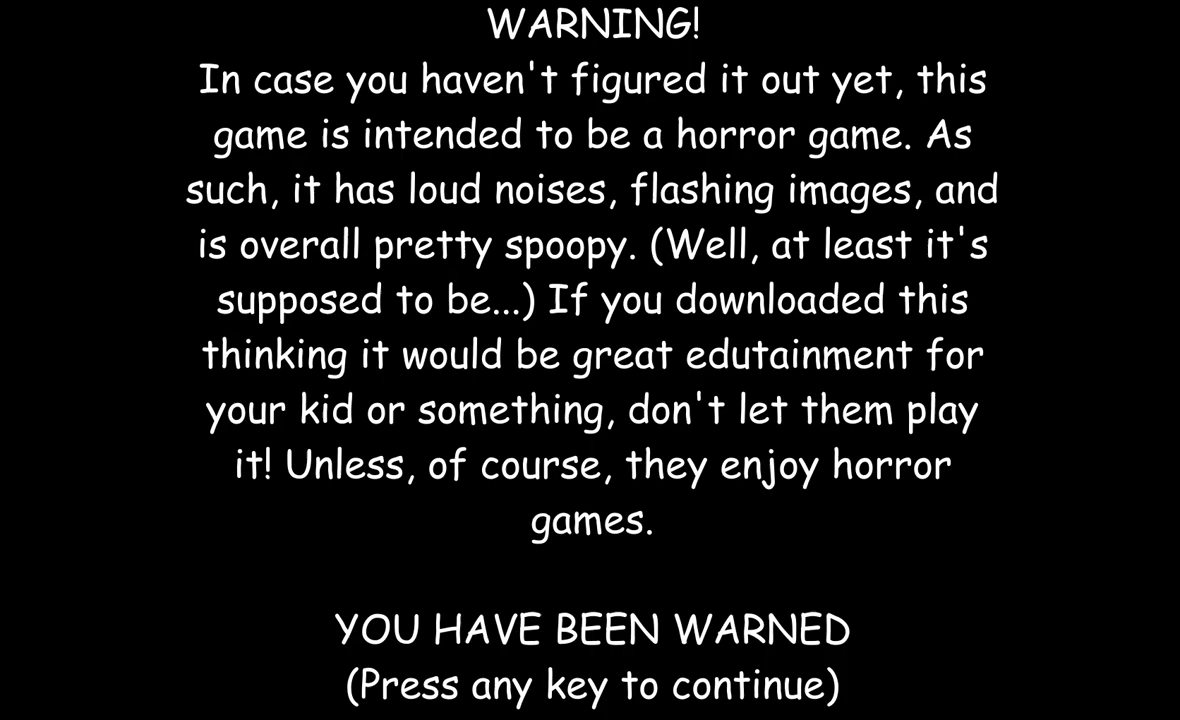 WARNING!
In case you haven't figured it out yet, this
game is intended to be a horror game. As
such, it has loud noises, flashing images, and
is overall pretty spoopy. (Well, at least it's
supposed to be...) If you downloaded this
thinking it would be great edutainment for
your kid or something, don't let them play
it! Unless, of course, they enjoy horror
games.
YOU HAVE BEEN WARNED
(Press any key to continue)